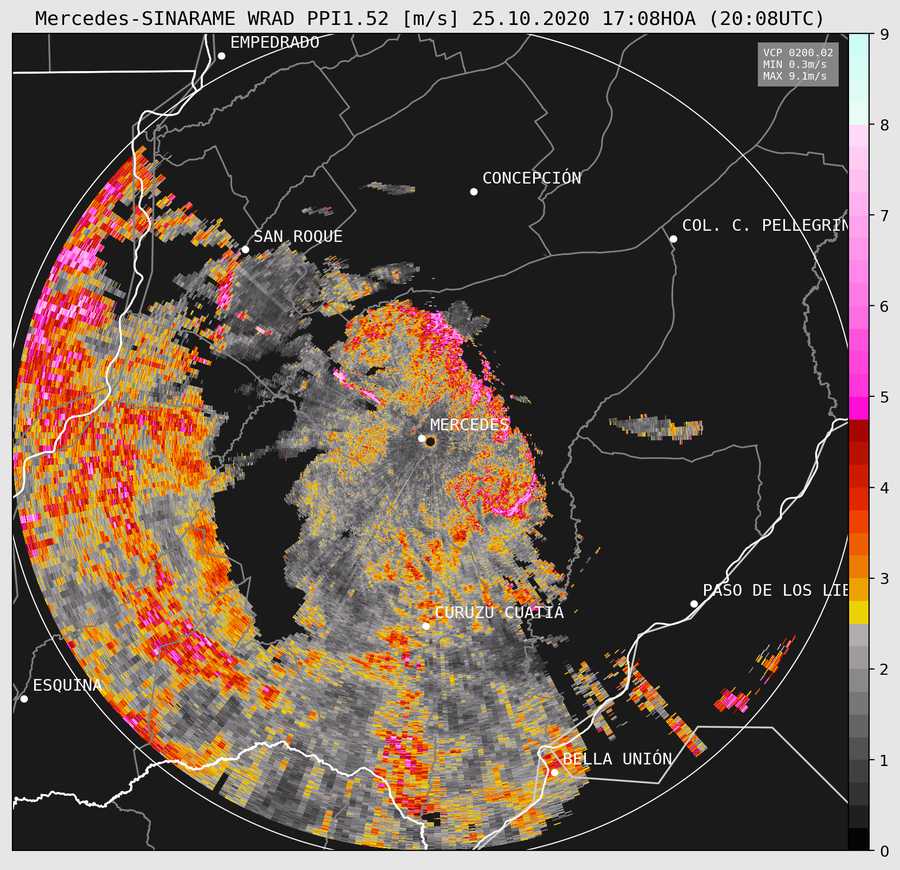 Mercedes-SINARAME WRAD PPI1.52 [m/s] 25.10.2020 17:08HOA (20:08UTC)
EMPEDRADO
VCP 0200.02
MIN 0.3m/s
MAX 9.1m/s
CONCEPCIÓN
COL. C. PELLEGRIN
SAN ROQUE
MERCEDES
PASO DE LOS LIE
CURUZU CUATIA
ESQUINA
BELLA UNIÓN
9
8
7
6
5
4
3
2
1
0